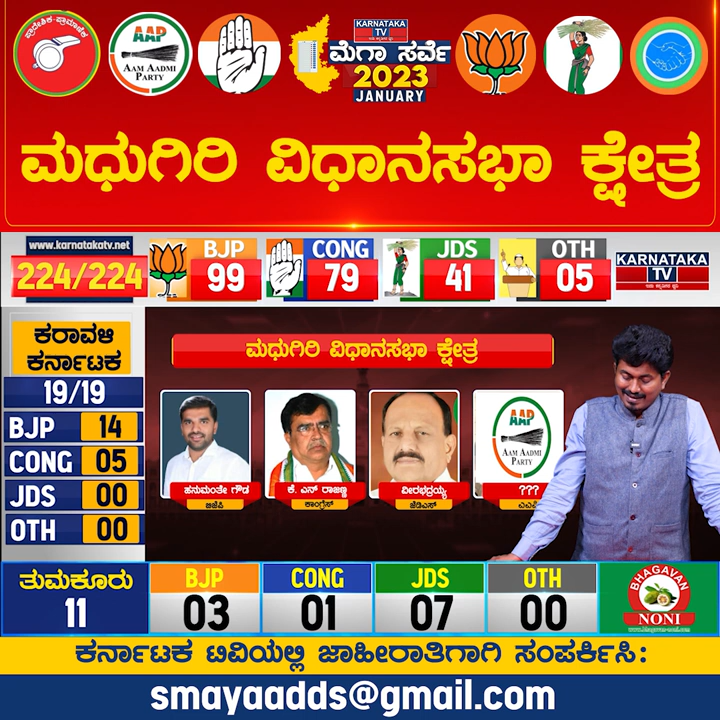 ಪ್ರಾದೇಶಿಕ-ಪ್ರಾಮಾಣಿಕ
AAP
AAM AADMI
PARTY
KARNATAKA
TV
ಮೆಗಾ ಸರ್ವೆ
2023
JANUARY
ಮಧುಗಿರಿ ವಿಧಾನಸಭಾ ಕ್ಷೇತ್ರ
www.karnatakatv.net
224/224
BJP
99
CONG
79
JDS
41
OTH
05
KARNATAKA
TV
ಕರಾವಳಿ
ಕರ್ನಾಟಕ
19/19
BJP 14
CONG 05
JDS 00
OTH 00
ಮಧುಗಿರಿ ವಿಧಾನಸಭಾ ಕ್ಷೇತ್ರ
AAP
AAM AADMI
PARTY
ಹನುಮಂತೇ ಗೌಡ
ಬಿಜೆಪಿ
ಕೆ. ಎನ್ ರಾಜಣ್ಣ
ಕಾಂಗ್ರೆಸ್
ವೀರಭದ್ರಯ್ಯ
ಜೆಡಿಎಸ್
???
ತುಮಕೂರು
11
BJP
03
CONG
01
JDS
07
OTH
00
BHAGAVAN
NONI
ಕರ್ನಾಟಕ ಟಿವಿಯಲ್ಲಿ ಜಾಹೀರಾತಿಗಾಗಿ ಸಂಪರ್ಕಿಸಿ:
smayaadds@gmail.com